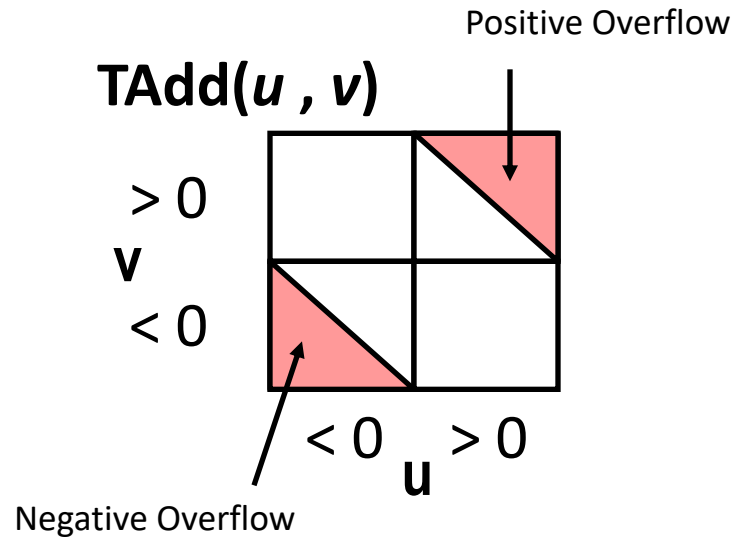 Positive Overflow
TAdd(u , v)
> 0
v
< 0
< 0 > 0
u
Negative Overflow